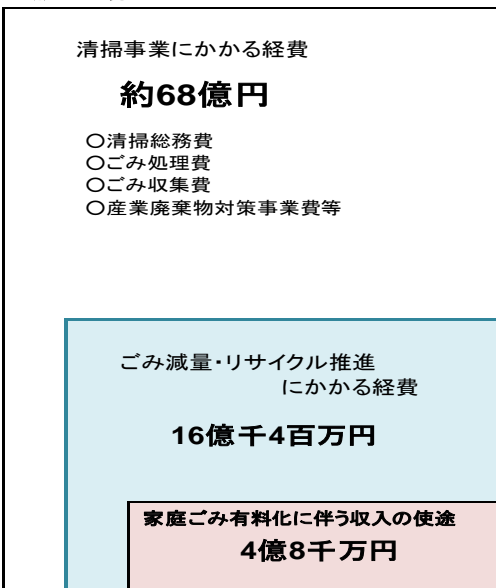 清掃事業にかかる経費
約68億円
〇清掃総務費
〇ごみ処理費
〇ごみ収集費
〇産業廃棄物対策事業費等
ごみ減量・リサイクル推進
にかかる経費
16億千4百万円
家庭ごみ有料化に伴う収入の使途
4億8千万円